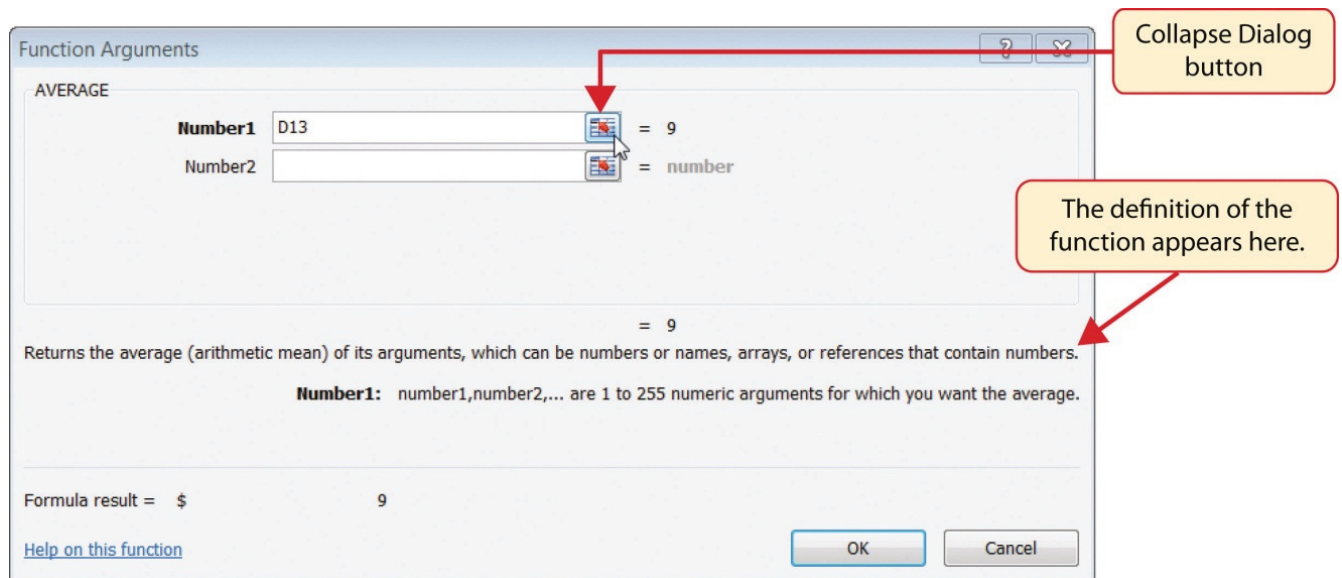 Collapse Dialog
button
Function Arguments
AVERAGE
Number1 D13 = 9
Number2 = number
The definition of the
function appears here.
= 9
Returns the average (arithmetic mean) of its arguments, which can be numbers or names, arrays, or references that contain numbers.
Number1: number1,number2,... are 1 to 255 numeric arguments for which you want the average.
Formula result = $ 9
Help on this function OK Cancel